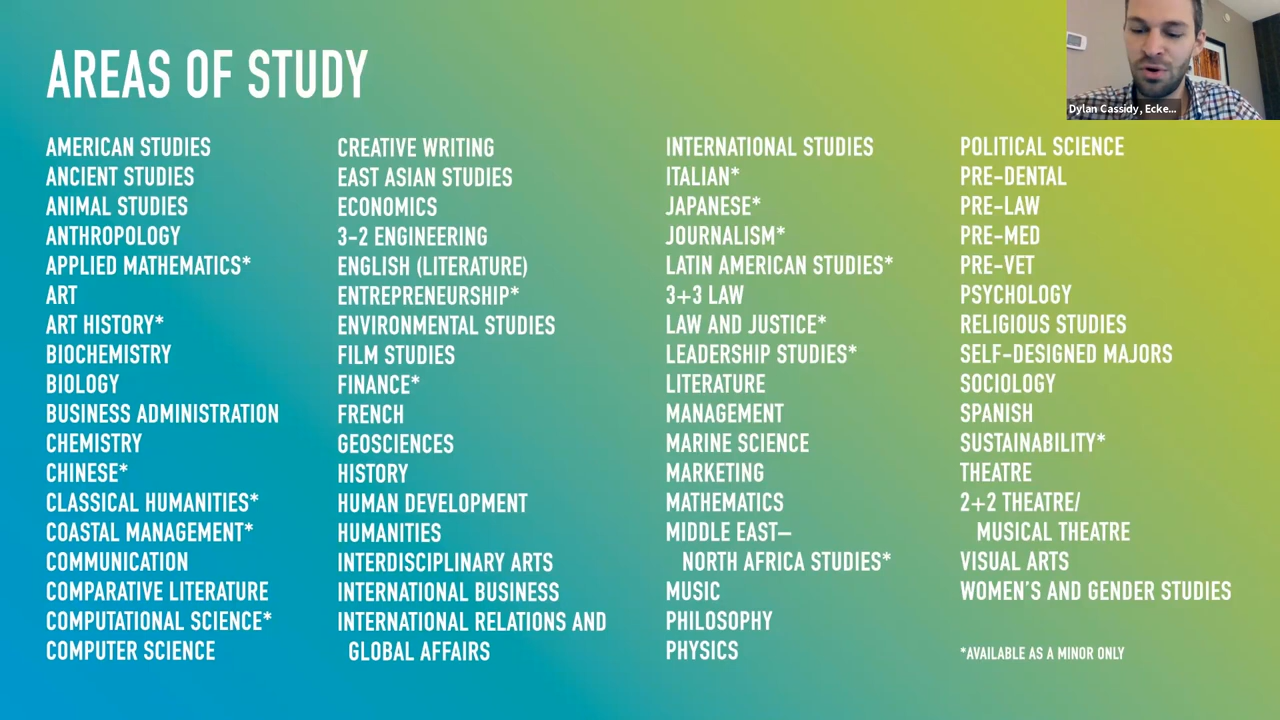 AREAS OF STUDY
AMERICAN STUDIES
ANCIENT STUDIES
ANIMAL STUDIES
ANTHROPOLOGY
APPLIED MATHEMATICS*
ART
ART HISTORY*
BIOCHEMISTRY
BIOLOGY
BUSINESS ADMINISTRATION
CHEMISTRY
CHINESE*
CLASSICAL HUMANITIES*
COASTAL MANAGEMENT*
COMMUNICATION
COMPARATIVE LITERATURE
COMPUTATIONAL SCIENCE*
COMPUTER SCIENCE
CREATIVE WRITING
EAST ASIAN STUDIES
ECONOMICS
3-2 ENGINEERING
ENGLISH (LITERATURE)
ENTREPRENEURSHIP*
ENVIRONMENTAL STUDIES
FILM STUDIES
FINANCE*
FRENCH
GEOSCIENCES
HISTORY
HUMAN DEVELOPMENT
HUMANITIES
INTERDISCIPLINARY ARTS
INTERNATIONAL BUSINESS
INTERNATIONAL RELATIONS AND
GLOBAL AFFAIRS
INTERNATIONAL STUDIES
ITALIAN*
JAPANESE*
JOURNALISM*
LATIN AMERICAN STUDIES*
3+3 LAW
LAW AND JUSTICE*
LEADERSHIP STUDIES*
LITERATURE
MANAGEMENT
MARINE SCIENCE
MARKETING
MATHEMATICS
MIDDLE EAST–
NORTH AFRICA STUDIES*
MUSIC
PHILOSOPHY
PHYSICS
POLITICAL SCIENCE
PRE-DENTAL
PRE-LAW
PRE-MED
PRE-VET
PSYCHOLOGY
RELIGIOUS STUDIES
SELF-DESIGNED MAJORS
SOCIOLOGY
SPANISH
SUSTAINABILITY*
THEATRE
2+2 THEATRE/
MUSICAL THEATRE
VISUAL ARTS
WOMEN'S AND GENDER STUDIES
*AVAILABLE AS A MINOR ONLY
Dylan Cassidy, Ecke...